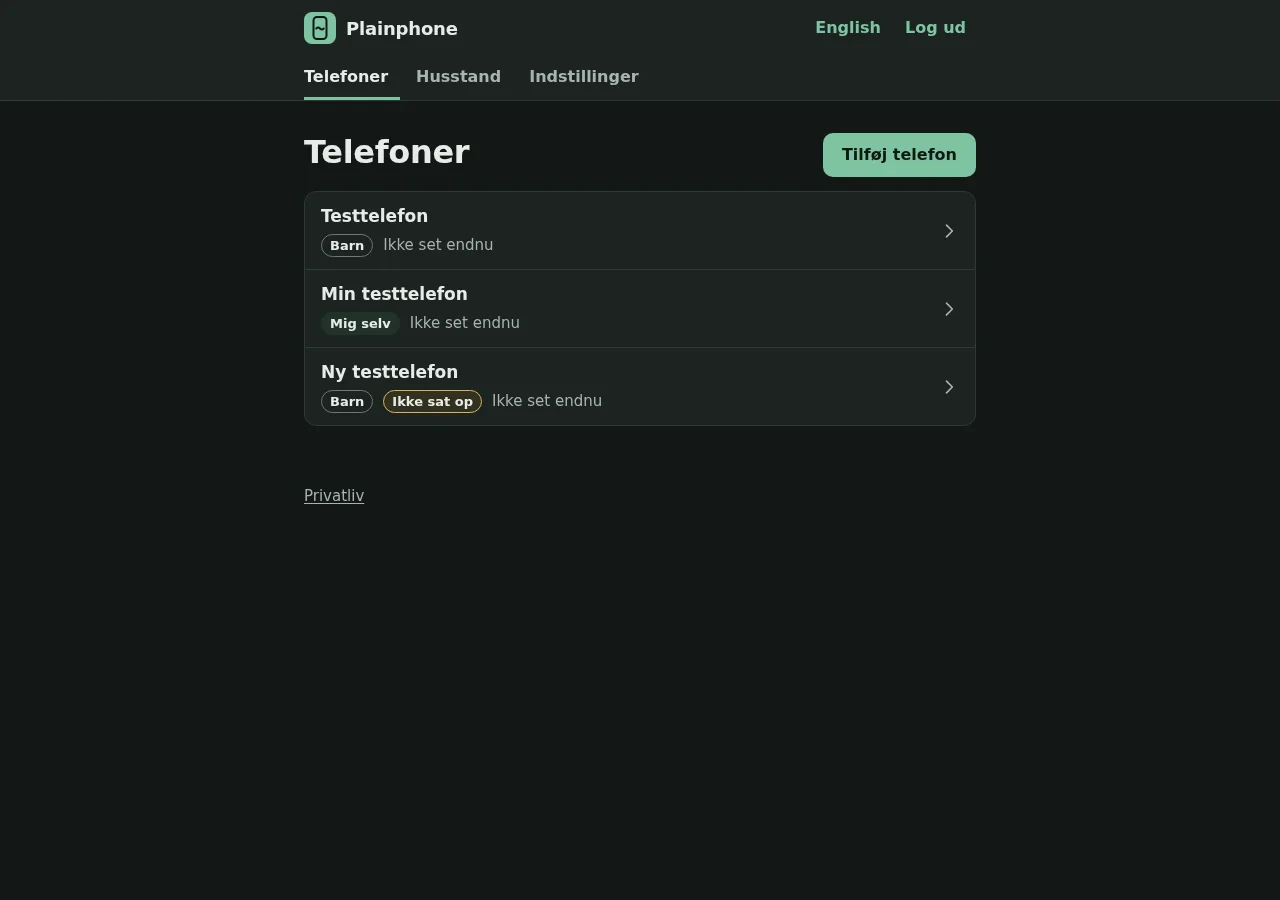 Plainphone
English Log ud
Telefoner Husstand Indstillinger
Telefoner
Tilføj telefon
Testtelefon
Barn Ikke set endnu
Min testtelefon
Mig selv Ikke set endnu
Ny testtelefon
Barn Ikke sat op Ikke set endnu
Privatliv